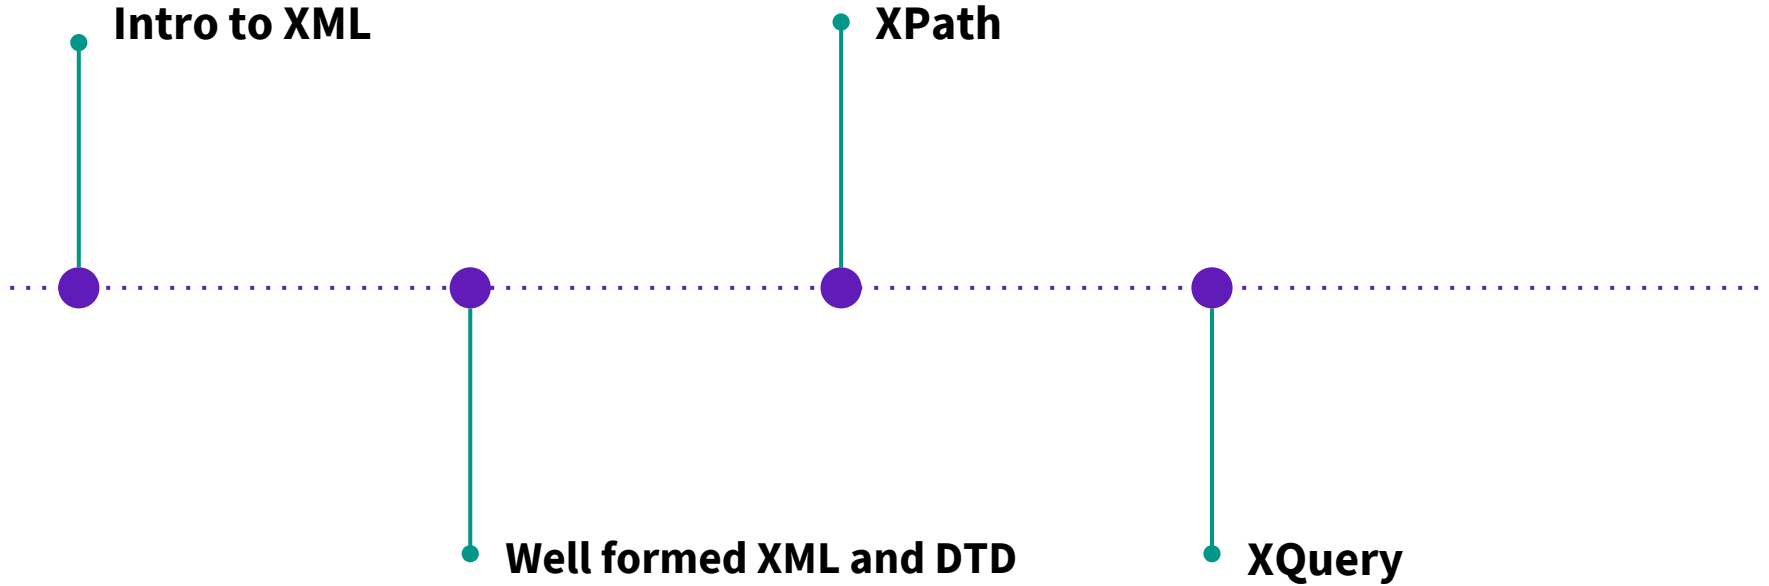 Intro to XML
XPath
Well formed XML and DTD
XQuery